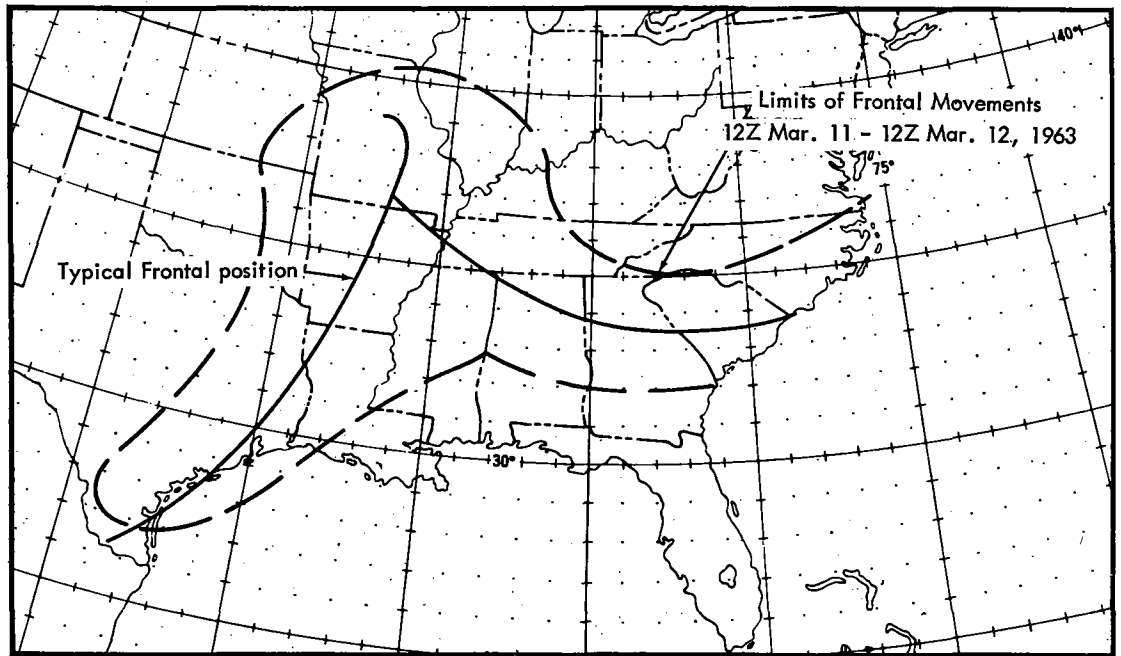 40°
Limits of Frontal Movements
12Z Mar. 11 - 12Z Mar. 12, 1963
75°
Typical Frontal position
30°